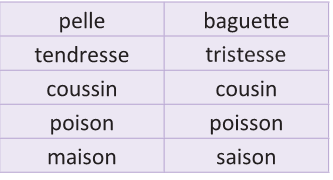 pelle baguette
tendresse tristesse
coussin cousin
poison poisson
maison saison